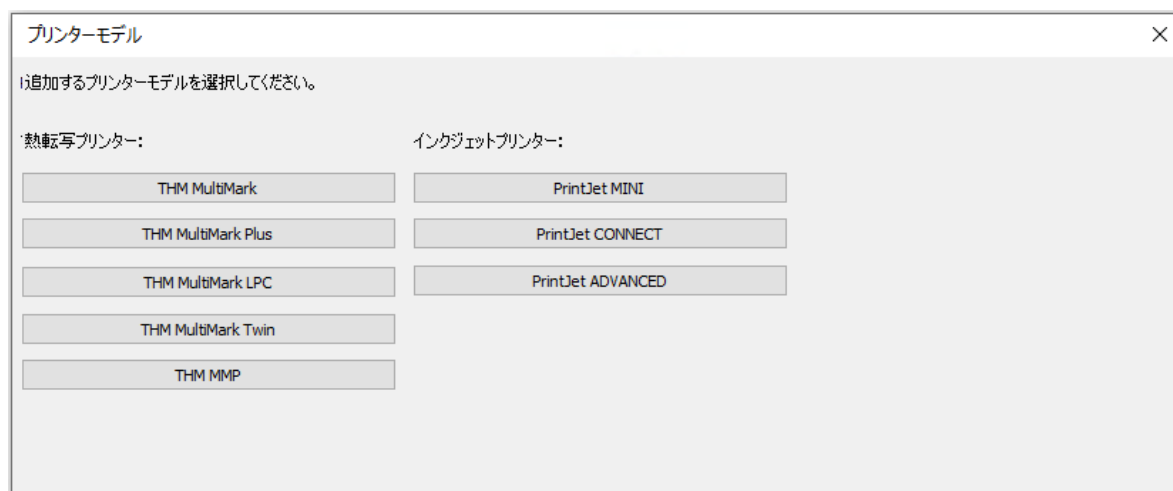 プリンターモデル
追加するプリンターモデルを選択してください。
熱転写プリンター:
THM MultiMark
THM MultiMark Plus
THM MultiMark LPC
THM MultiMark Twin
THM MMP
インクジェットプリンター:
PrintJet MINI
PrintJet CONNECT
PrintJet ADVANCED